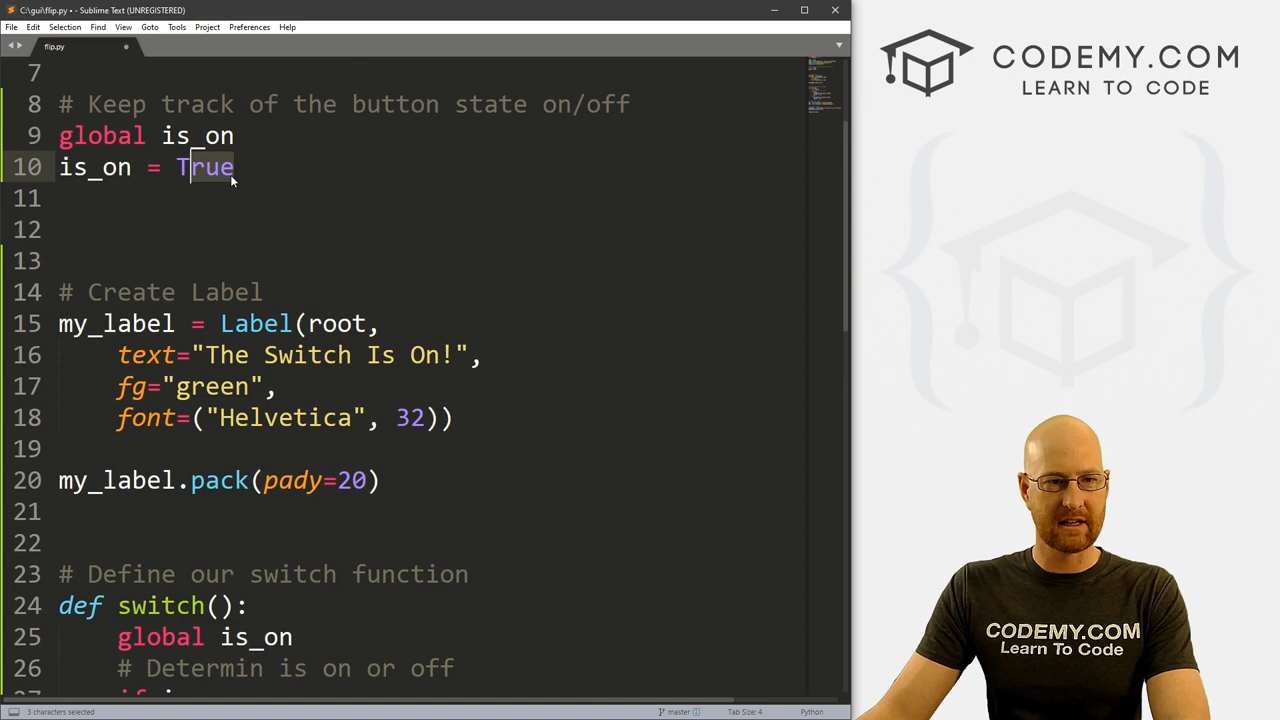 C:\gui\flip.py • - Sublime Text (UNREGISTERED)
File Edit Selection Find View Goto Tools Project Preferences Help
flip.py
7
8 # Keep track of the button state on/off
9 global is_on
10 is_on = True
11
12
13
14 # Create Label
15 my_label = Label(root,
16 text="The Switch Is On!",
17 fg="green",
18 font=("Helvetica", 32))
19
20 my_label.pack(pady=20)
21
22
23 # Define our switch function
24 def switch():
25 global is_on
26 # Determin is on or off
3 characters selected
master 1
Tab Size: 4
Python
CODEMY.COM
LEARN TO CODE
CODEMY.COM
Learn To Code